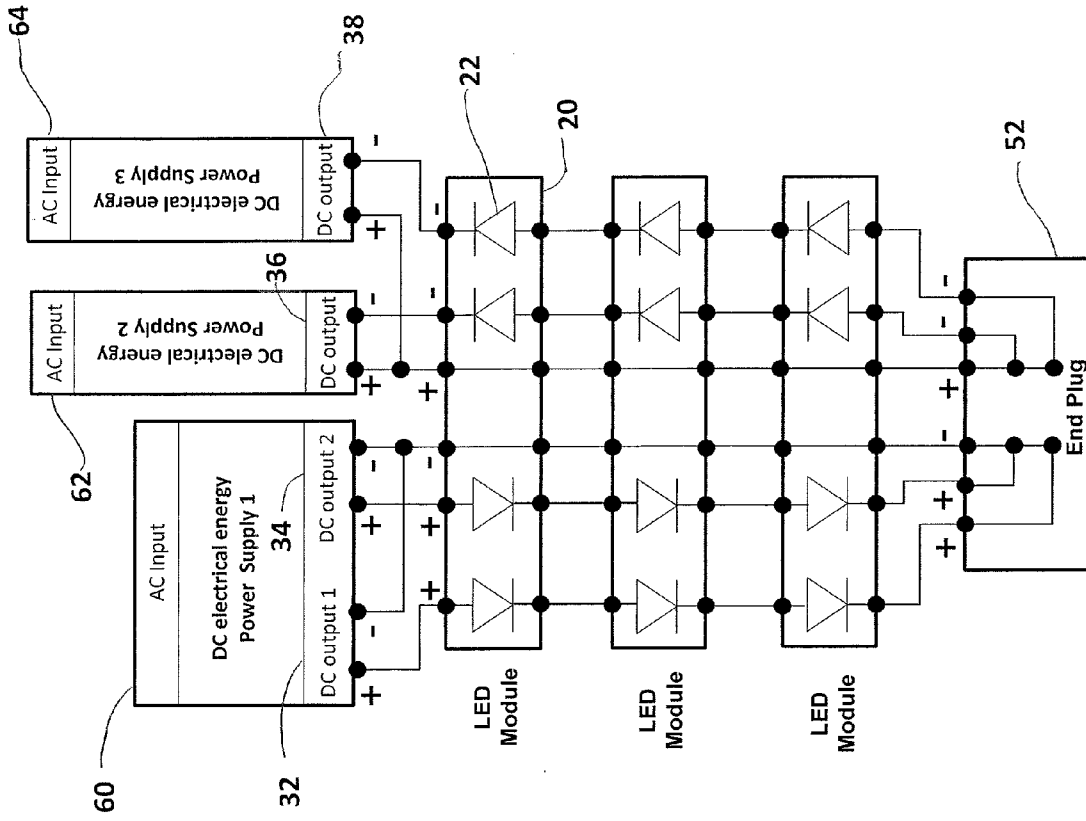 64
AC Input
DC electrical energy
Power Supply 3
DC output
38
+ -
62
AC Input
DC electrical energy
Power Supply 2
DC output
36
+ -
60
AC Input
DC electrical energy
Power Supply 1
32
34
DC output 1
DC output 2
+ - + -
+ + - + - -
22
20
LED
Module
LED
Module
LED
Module
+ + - + - -
52
End Plug